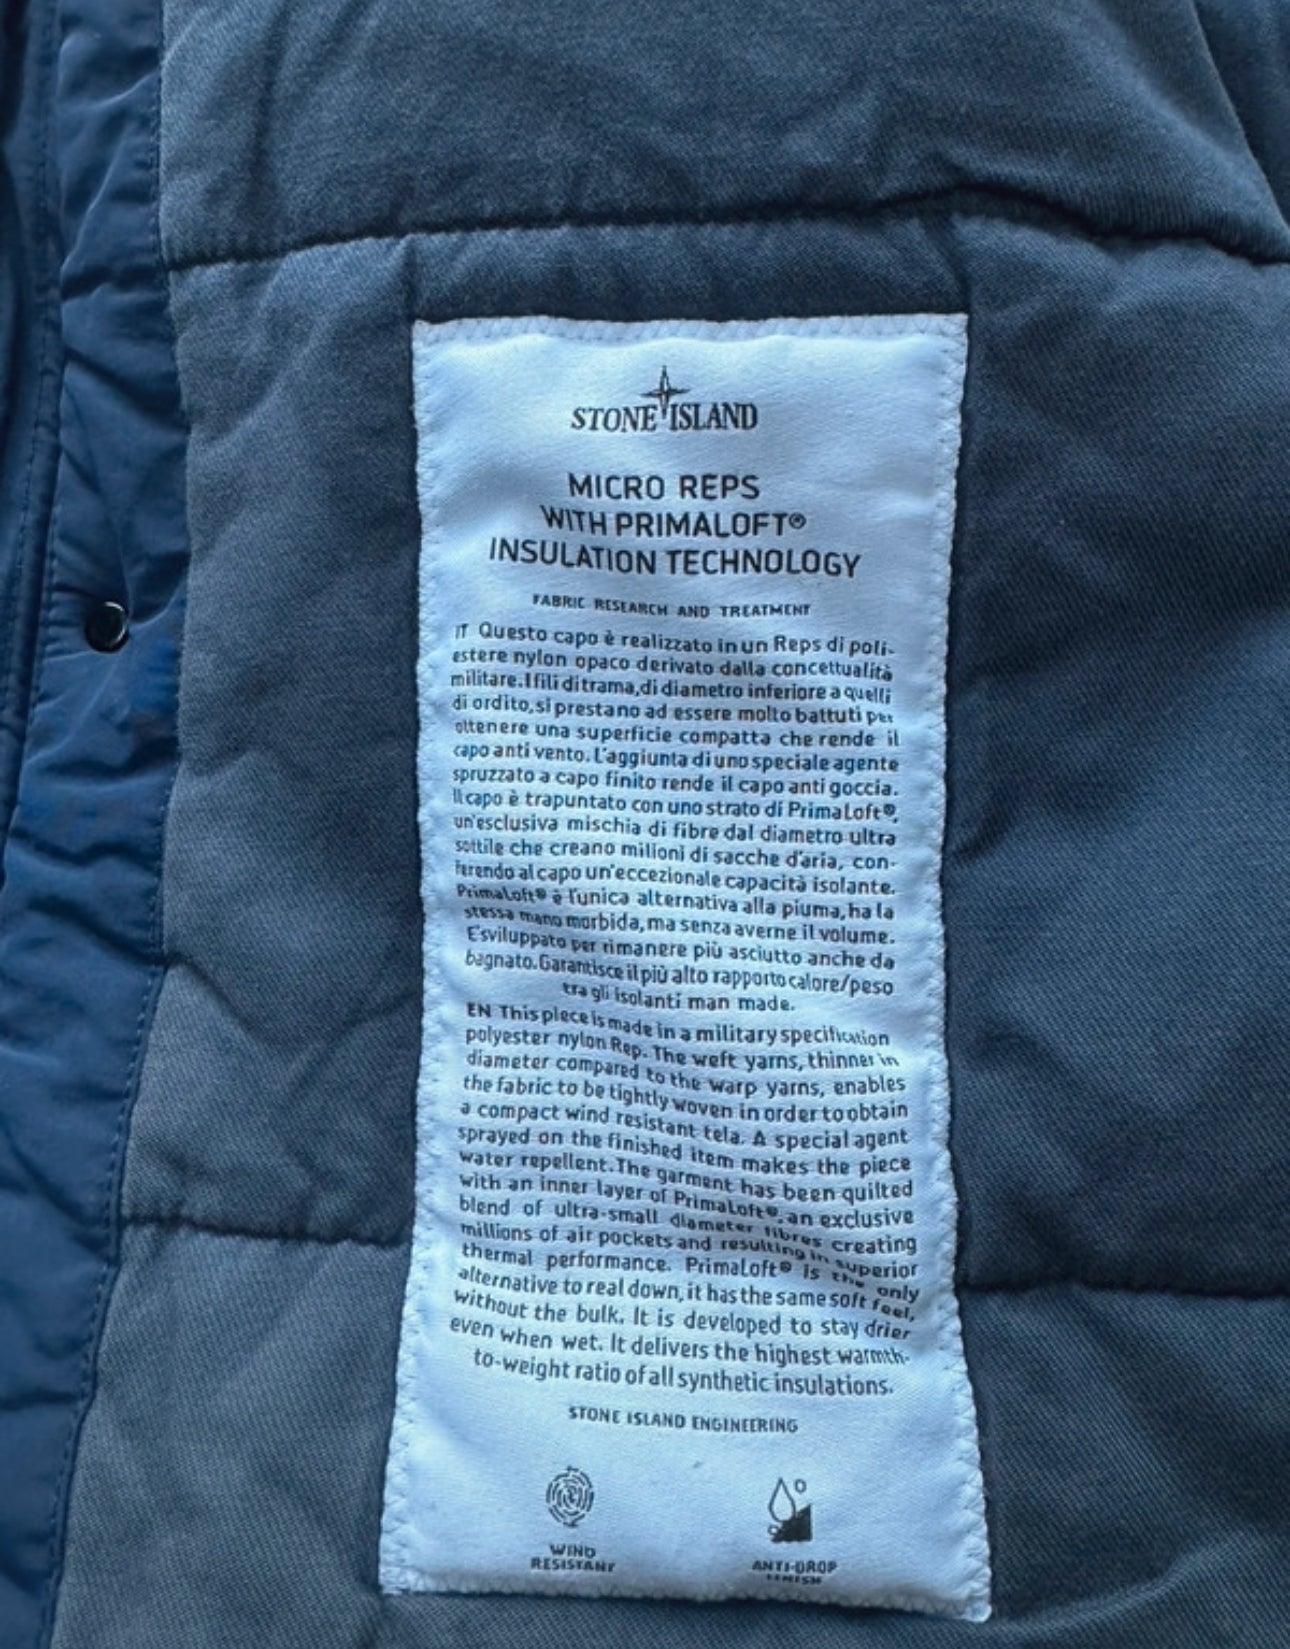 STONE ISLAND
MICRO REPS
WITH PRIMALOFT®
INSULATION TECHNOLOGY
FABRIC RESEARCH AND TREATMENT
IT Questo capo è realizzato in un Reps di poli-
estere nylon opaco derivato dalla concettualità
militare. I fili di trama, di diametro inferiore a quelli
di ordito, si prestano ad essere molto battuti per
ottenere una superficie compatta che rende il
capo anti vento. L'aggiunta di uno speciale agente
spruzzato a capo finito rende il capo anti goccia.
Il capo è trapuntato con uno strato di PrimaLoft®,
un'esclusiva mischia di fibre dal diametro ultra
sottile che creano milioni di sacche d'aria, con-
ferendo al capo un'eccezionale capacità isolante.
PrimaLoft® è l'unica alternativa alla piuma, ha la
stessa mano morbida, ma senza averne il volume.
E'sviluppato per rimanere più asciutto anche da
bagnato. Garantisce il più alto rapporto calore/peso
tra gli isolanti man made.
EN This piece is made in a military specification
polyester nylon Rep. The weft yarns, thinner in
diameter compared to the warp yarns, enables
the fabric to be tightly woven in order to obtain
a compact wind resistant tela. A special agent
sprayed on the finished item makes the piece
water repellent. The garment has been quilted
with an inner layer of PrimaLoft®, an exclusive
blend of ultra-small diameter fibres creating
millions of air pockets and resulting in superior
thermal performance. PrimaLoft® is the only
alternative to real down, it has the same soft feel,
without the bulk. It is developed to stay drier
even when wet. It delivers the highest warmth-
to-weight ratio of all synthetic insulations.
STONE ISLAND ENGINEERING
WIND
RESISTANT
ANTI-DROP
FINISH